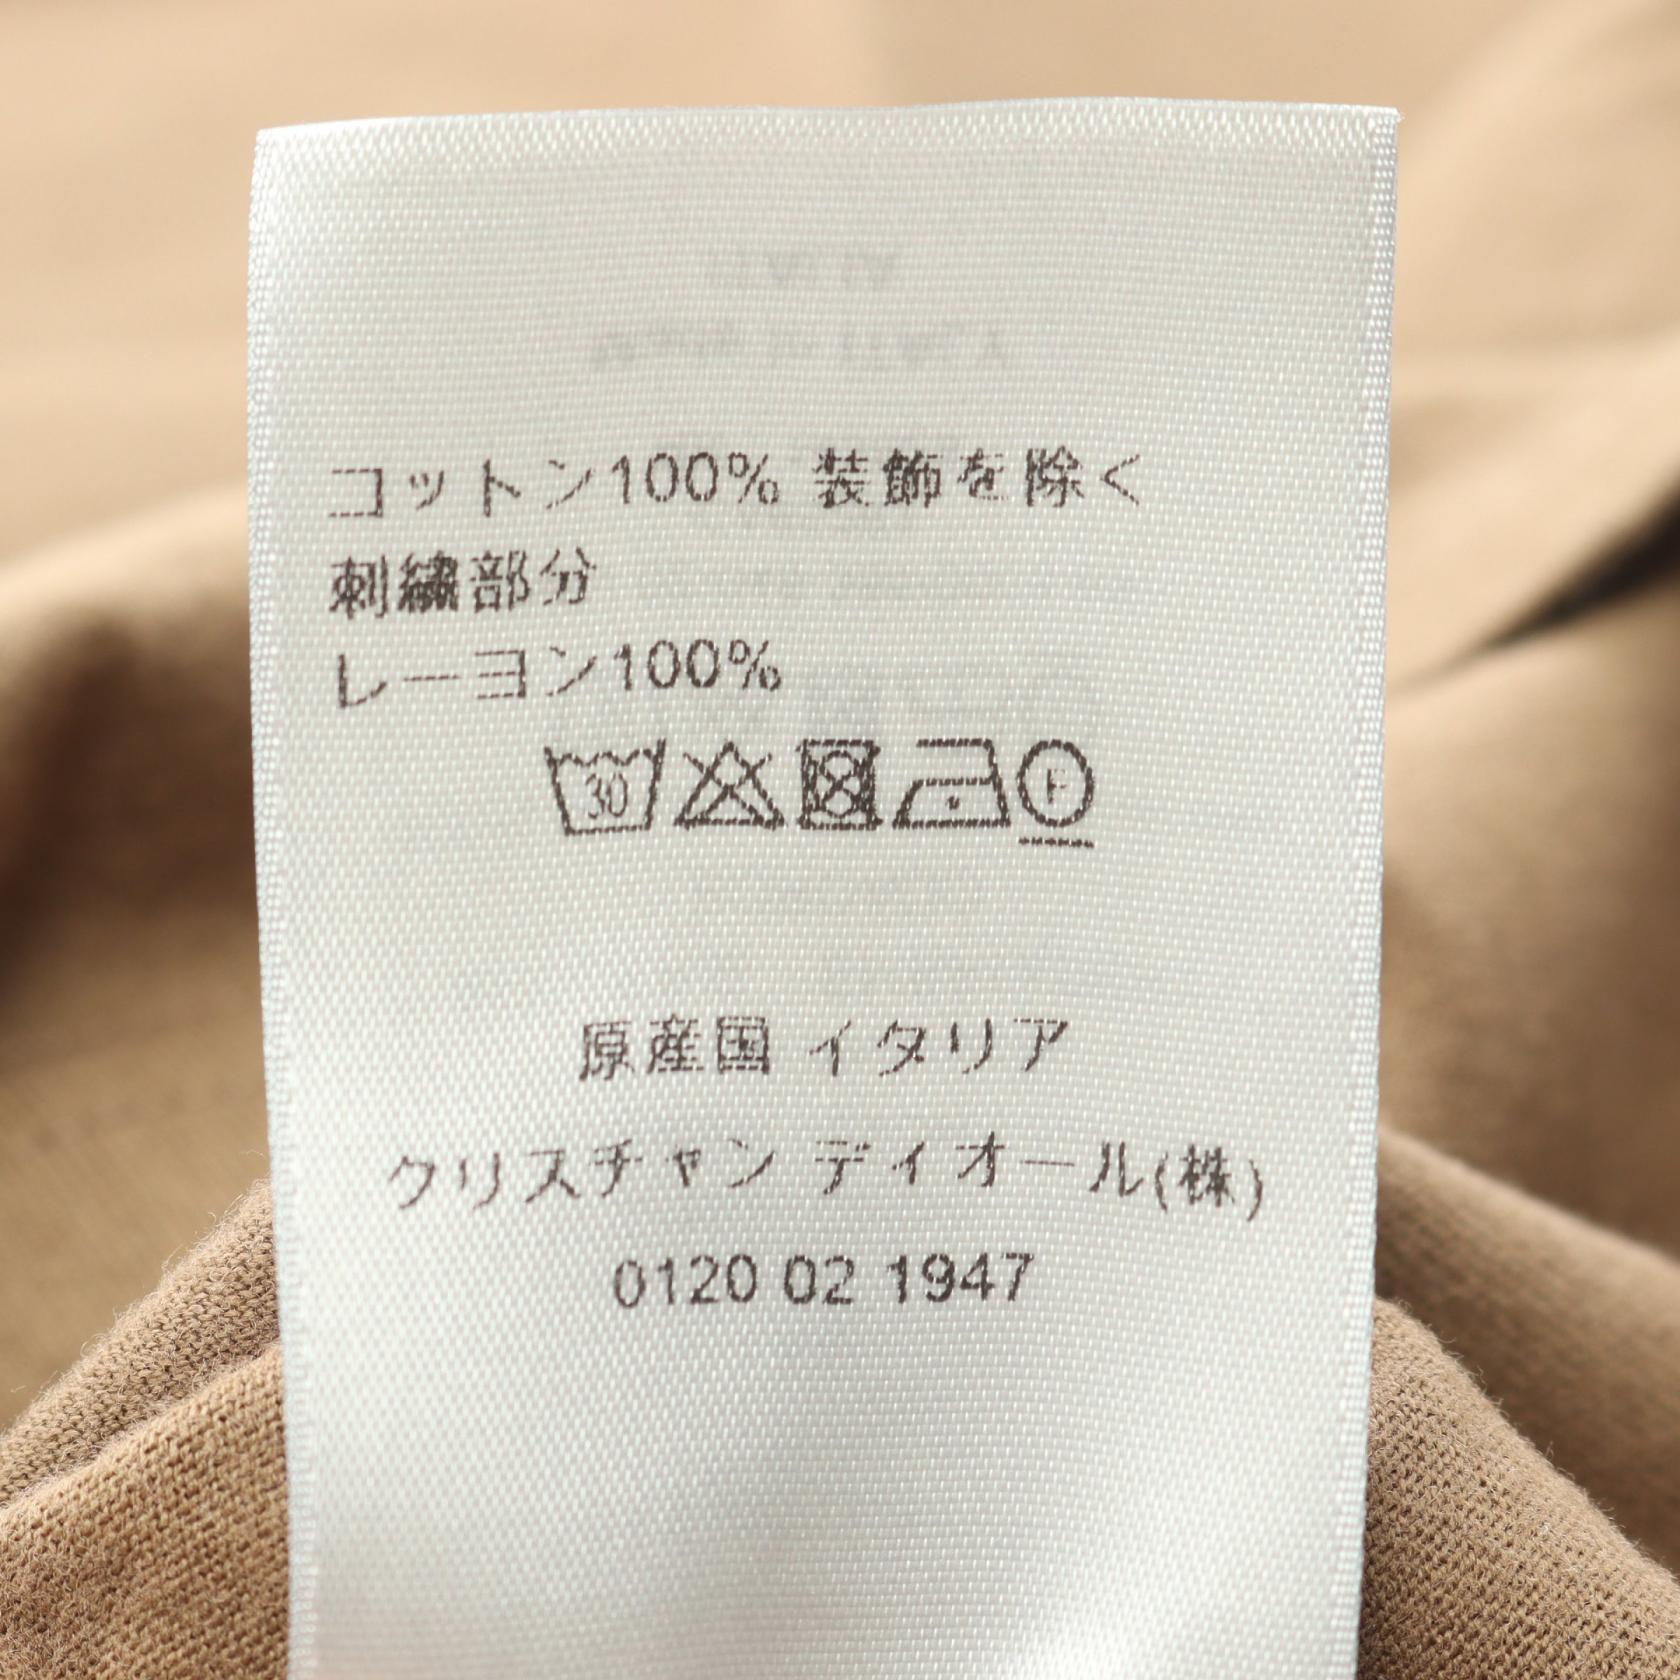 コットン100% 装飾を除く
刺繍部分
レーヨン100%
30 F
原産国 イタリア
クリスチャン ディオール(株)
0120 02 1947